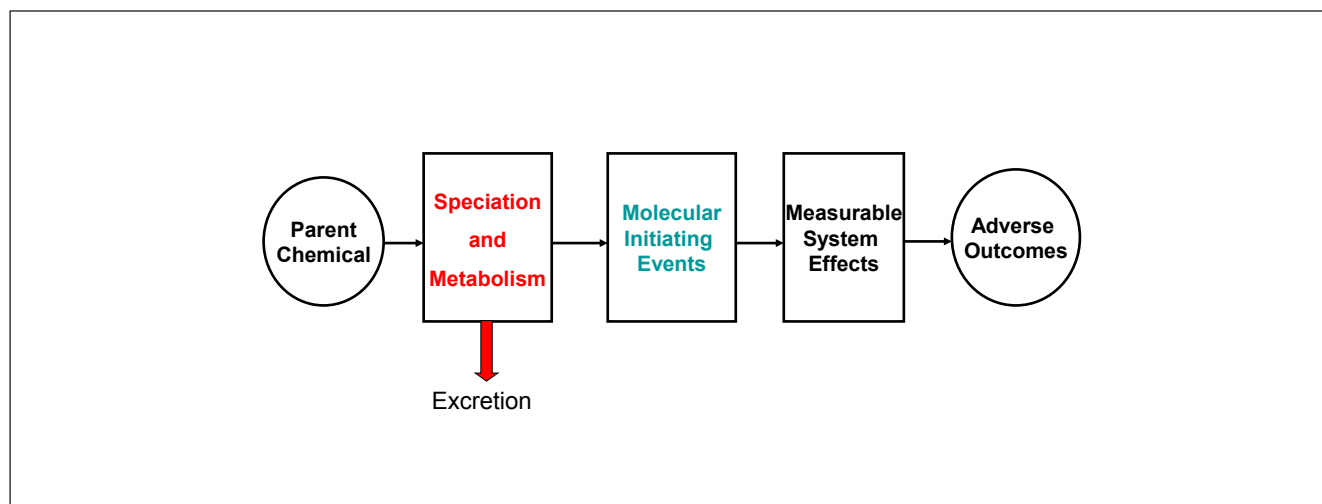 Parent
Chemical
Speciation
and
Metabolism
Molecular
Initiating
Events
Measurable
System
Effects
Adverse
Outcomes
Excretion